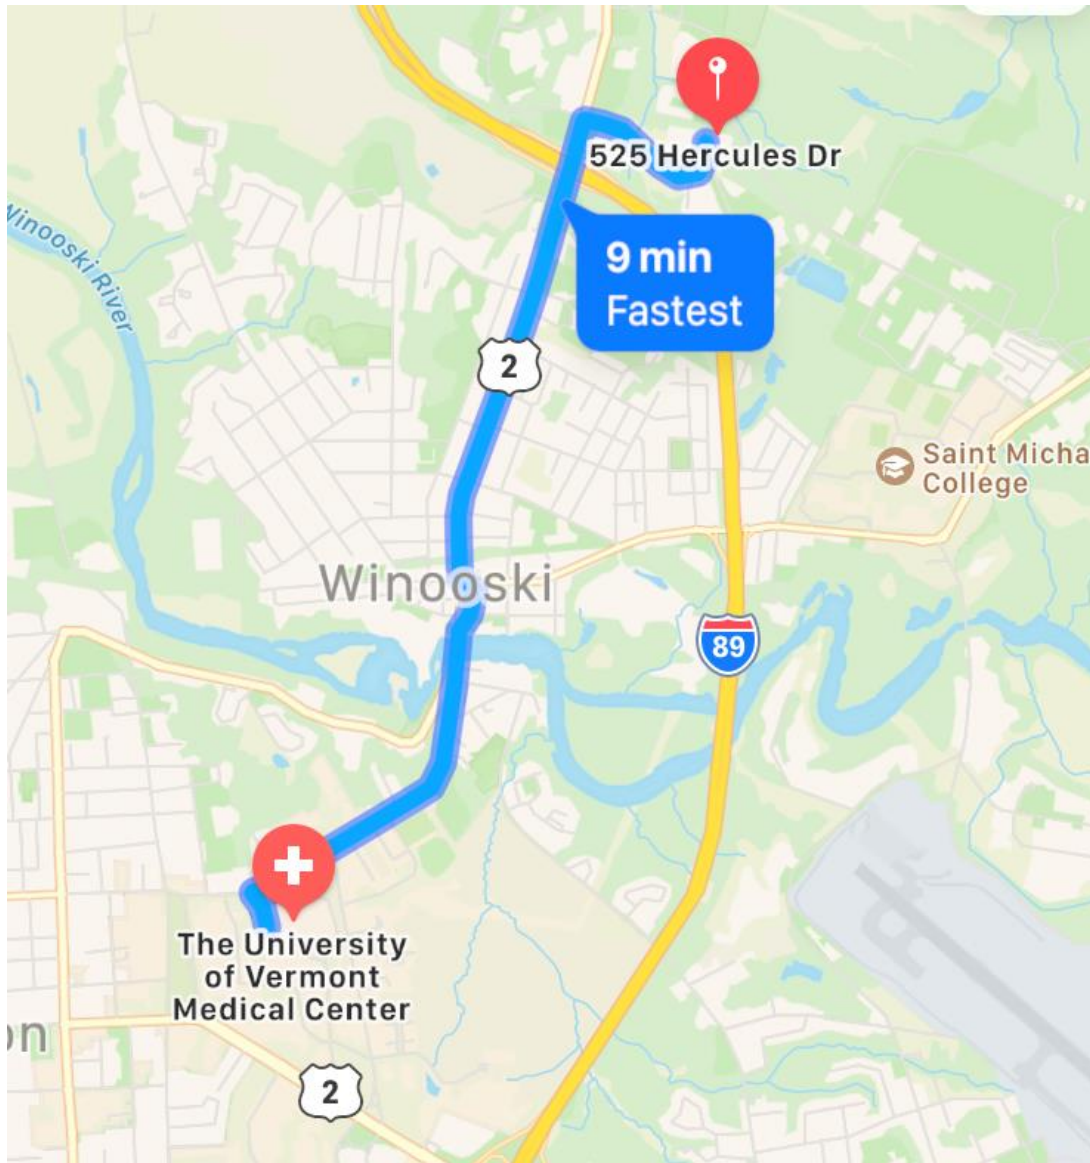 525 Hercules Dr
Winooski River
9 min
Fastest
2
Saint Micha
College
Winooski
89
The University
of Vermont
Medical Center
on
2